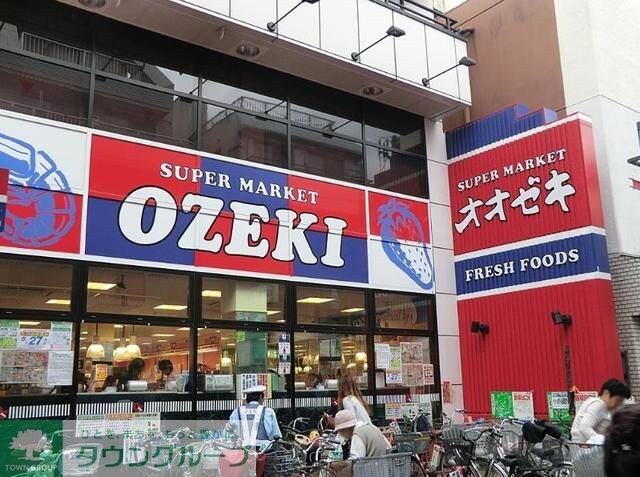 SUPER MARKET
OZEKI
SUPER MARKET
オオゼキ
FRESH FOODS
27
タウングループ
TOWN GROUP